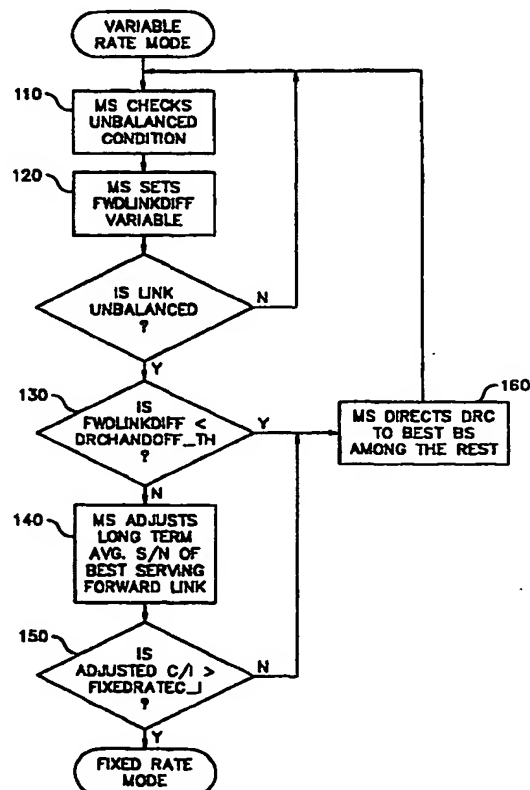 VARIABLE
RATE MODE
110
MS CHECKS
UNBALANCED
CONDITION
120
MS SETS
FWDLINKDIFF
VARIABLE
IS LINK
UNBALANCED
?
N
Y
130
IS
FWDLINKDIFF <
DRCHANDOFF_TH
?
Y
N
160
MS DIRECTS DRC
TO BEST BS
AMONG THE REST
140
MS ADJUSTS
LONG TERM
AVG. S/N OF
BEST SERVING
FORWARD LINK
150
IS
ADJUSTED C/I >
FIXEDRATEC_I
?
N
Y
FIXED RATE
MODE